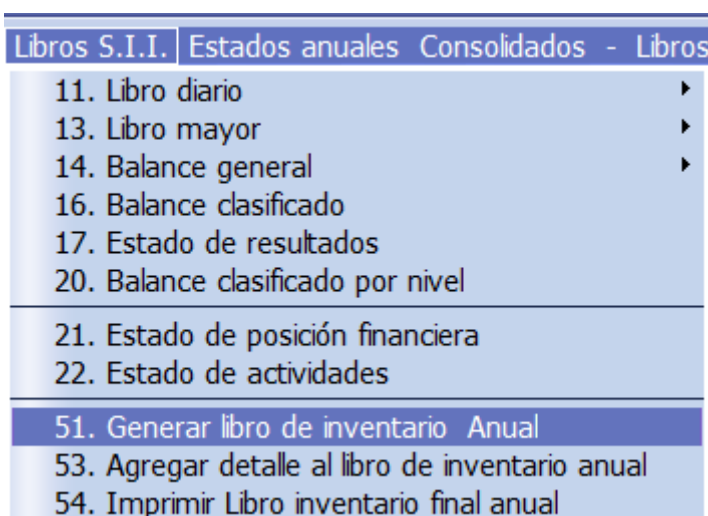 Libros S.I.I. Estados anuales Consolidados - Libros
11. Libro diario
13. Libro mayor
14. Balance general
16. Balance clasificado
17. Estado de resultados
20. Balance clasificado por nivel
21. Estado de posición financiera
22. Estado de actividades
51. Generar libro de inventario Anual
53. Agregar detalle al libro de inventario anual
54. Imprimir Libro inventario final anual